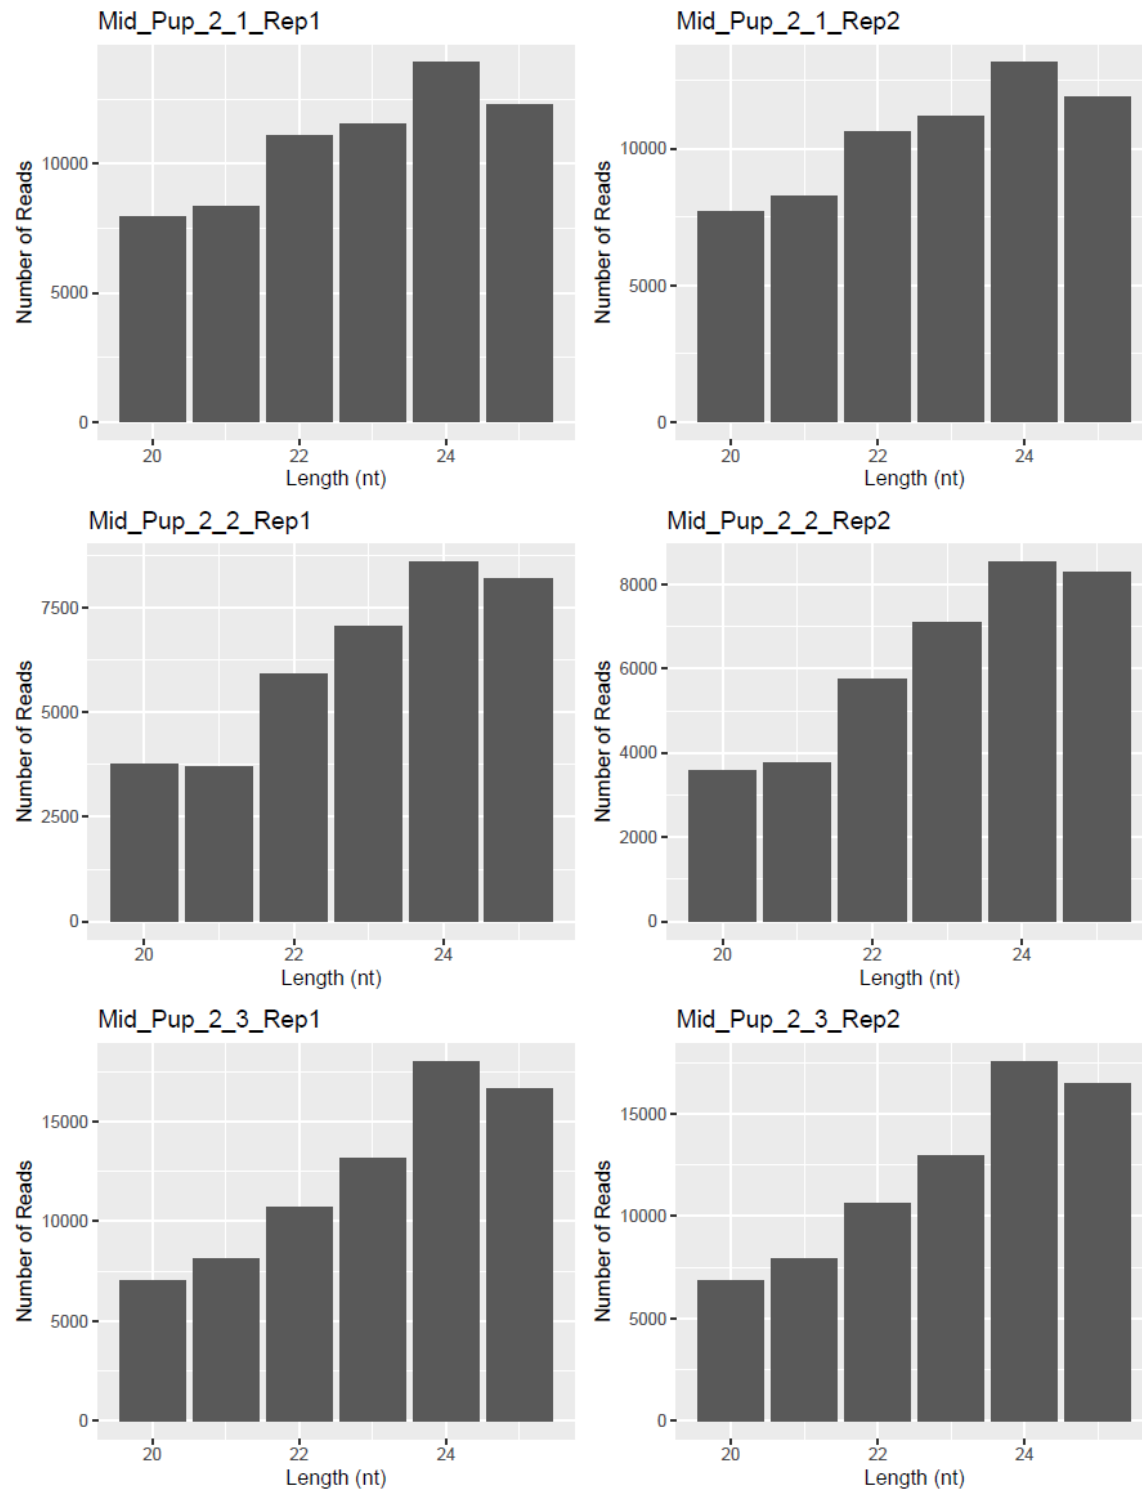 Mid_Pup_2_1_Rep1
Number of Reads
10000
5000
0
20 22 24
Length (nt)
Mid_Pup_2_1_Rep2
Number of Reads
10000
5000
0
20 22 24
Length (nt)
Mid_Pup_2_2_Rep1
Number of Reads
7500
5000
2500
0
20 22 24
Length (nt)
Mid_Pup_2_2_Rep2
Number of Reads
8000
6000
4000
2000
0
20 22 24
Length (nt)
Mid_Pup_2_3_Rep1
Number of Reads
15000
10000
5000
0
20 22 24
Length (nt)
Mid_Pup_2_3_Rep2
Number of Reads
15000
10000
5000
0
20 22 24
Length (nt)